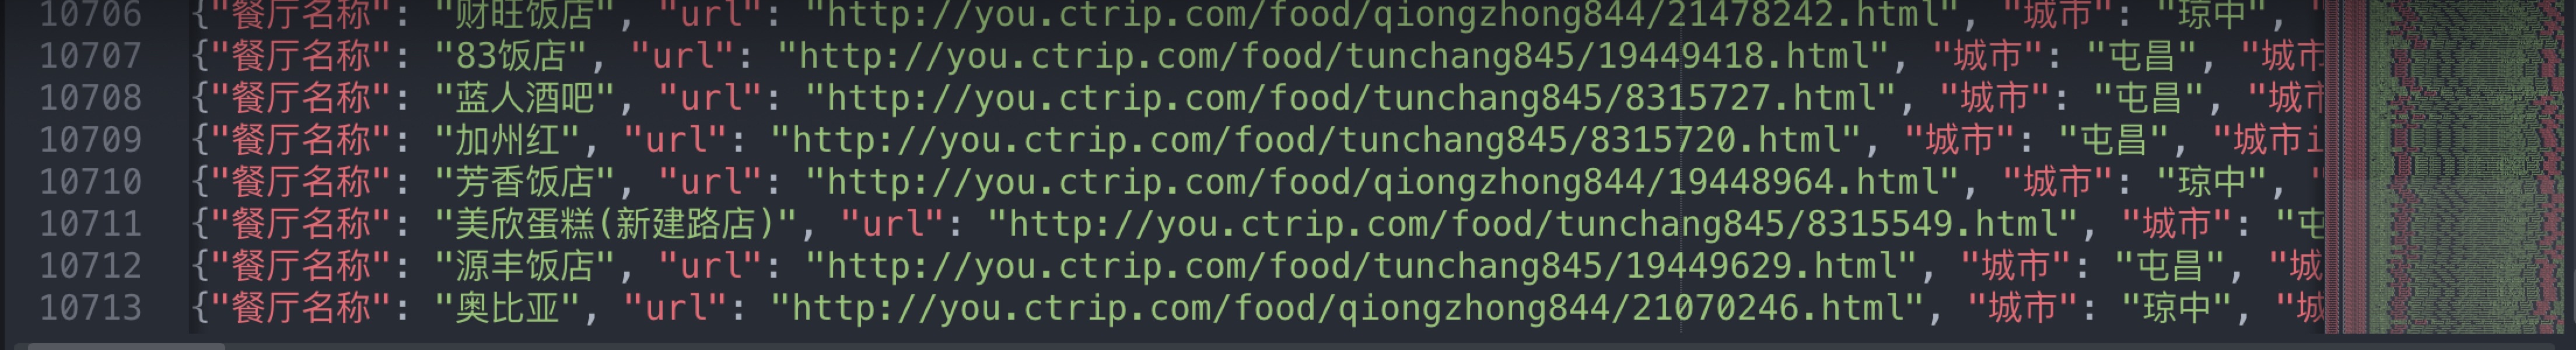 10706 {"餐厅名称": "财旺饭店", "url": "http://you.ctrip.com/food/qiongzhong844/21478242.html", "城市": "琼中", "
10707 {"餐厅名称": "83饭店", "url": "http://you.ctrip.com/food/tunchang845/19449418.html", "城市": "屯昌", "城市
10708 {"餐厅名称": "蓝人酒吧", "url": "http://you.ctrip.com/food/tunchang845/8315727.html", "城市": "屯昌", "城市
10709 {"餐厅名称": "加州红", "url": "http://you.ctrip.com/food/tunchang845/8315720.html", "城市": "屯昌", "城市i
10710 {"餐厅名称": "芳香饭店", "url": "http://you.ctrip.com/food/qiongzhong844/19448964.html", "城市": "琼中", "
10711 {"餐厅名称": "美欣蛋糕(新建路店)", "url": "http://you.ctrip.com/food/tunchang845/8315549.html", "城市": "屯
10712 {"餐厅名称": "源丰饭店", "url": "http://you.ctrip.com/food/tunchang845/19449629.html", "城市": "屯昌", "城
10713 {"餐厅名称": "奥比亚", "url": "http://you.ctrip.com/food/qiongzhong844/21070246.html", "城市": "琼中", "城